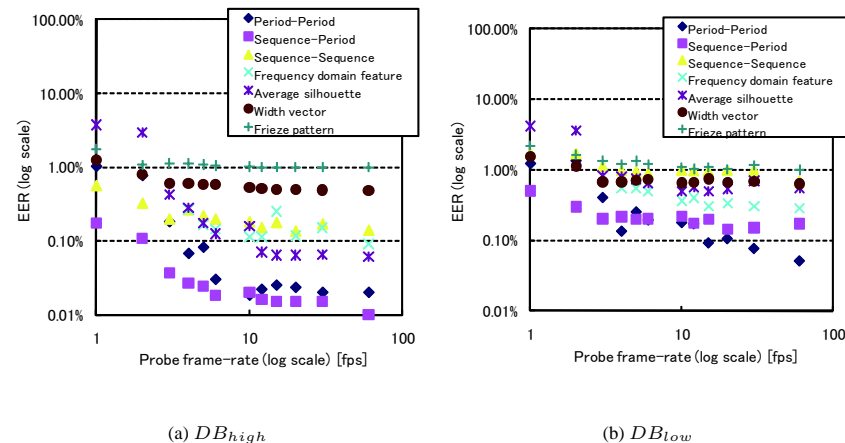 100.00%
10.00%
1.00%
0.10%
0.01%
EER (log scale)
1
10
100
Probe frame-rate (log scale) [fps]
Period-Period
Sequence-Period
Sequence-Sequence
Frequency domain feature
Average silhouette
Width vector
Frieze pattern
(a) DB_high
100.00%
10.00%
1.00%
0.10%
0.01%
EER (log scale)
1
10
100
Probe frame-rate (log scale) [fps]
Period-Period
Sequence-Period
Sequence-Sequence
Frequency domain feature
Average silhouette
Width vector
Frieze pattern
(b) DB_low